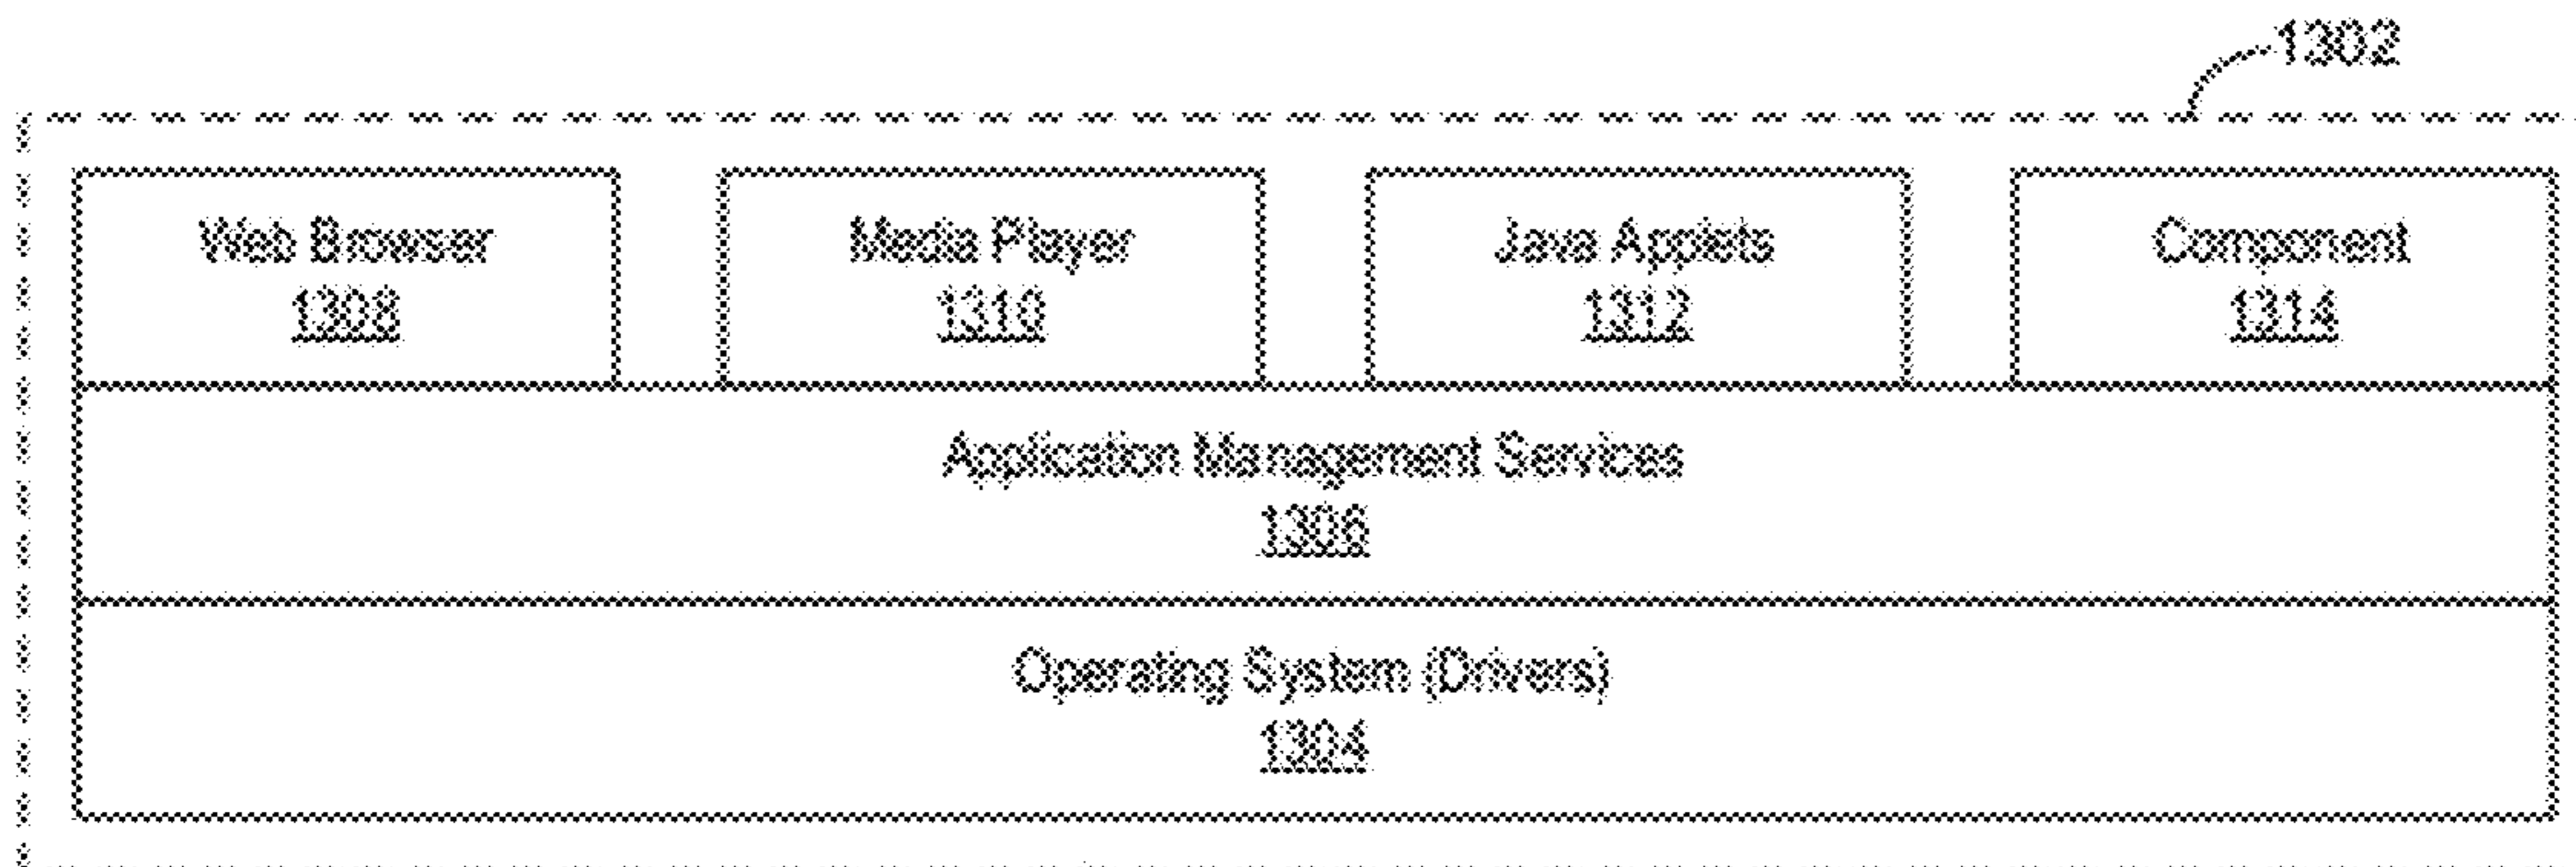 1302
Web Browser
1308
Media Player
1310
Java Applets
1312
Component
1314
Application Management Services
1306
Operating System (Drivers)
1304